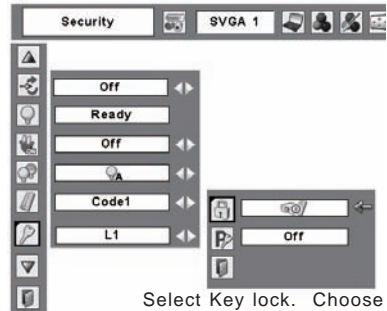 Security SVGA 1
Off
Ready
Off
A
Code1
L1
P Off
Select Key lock. Choose